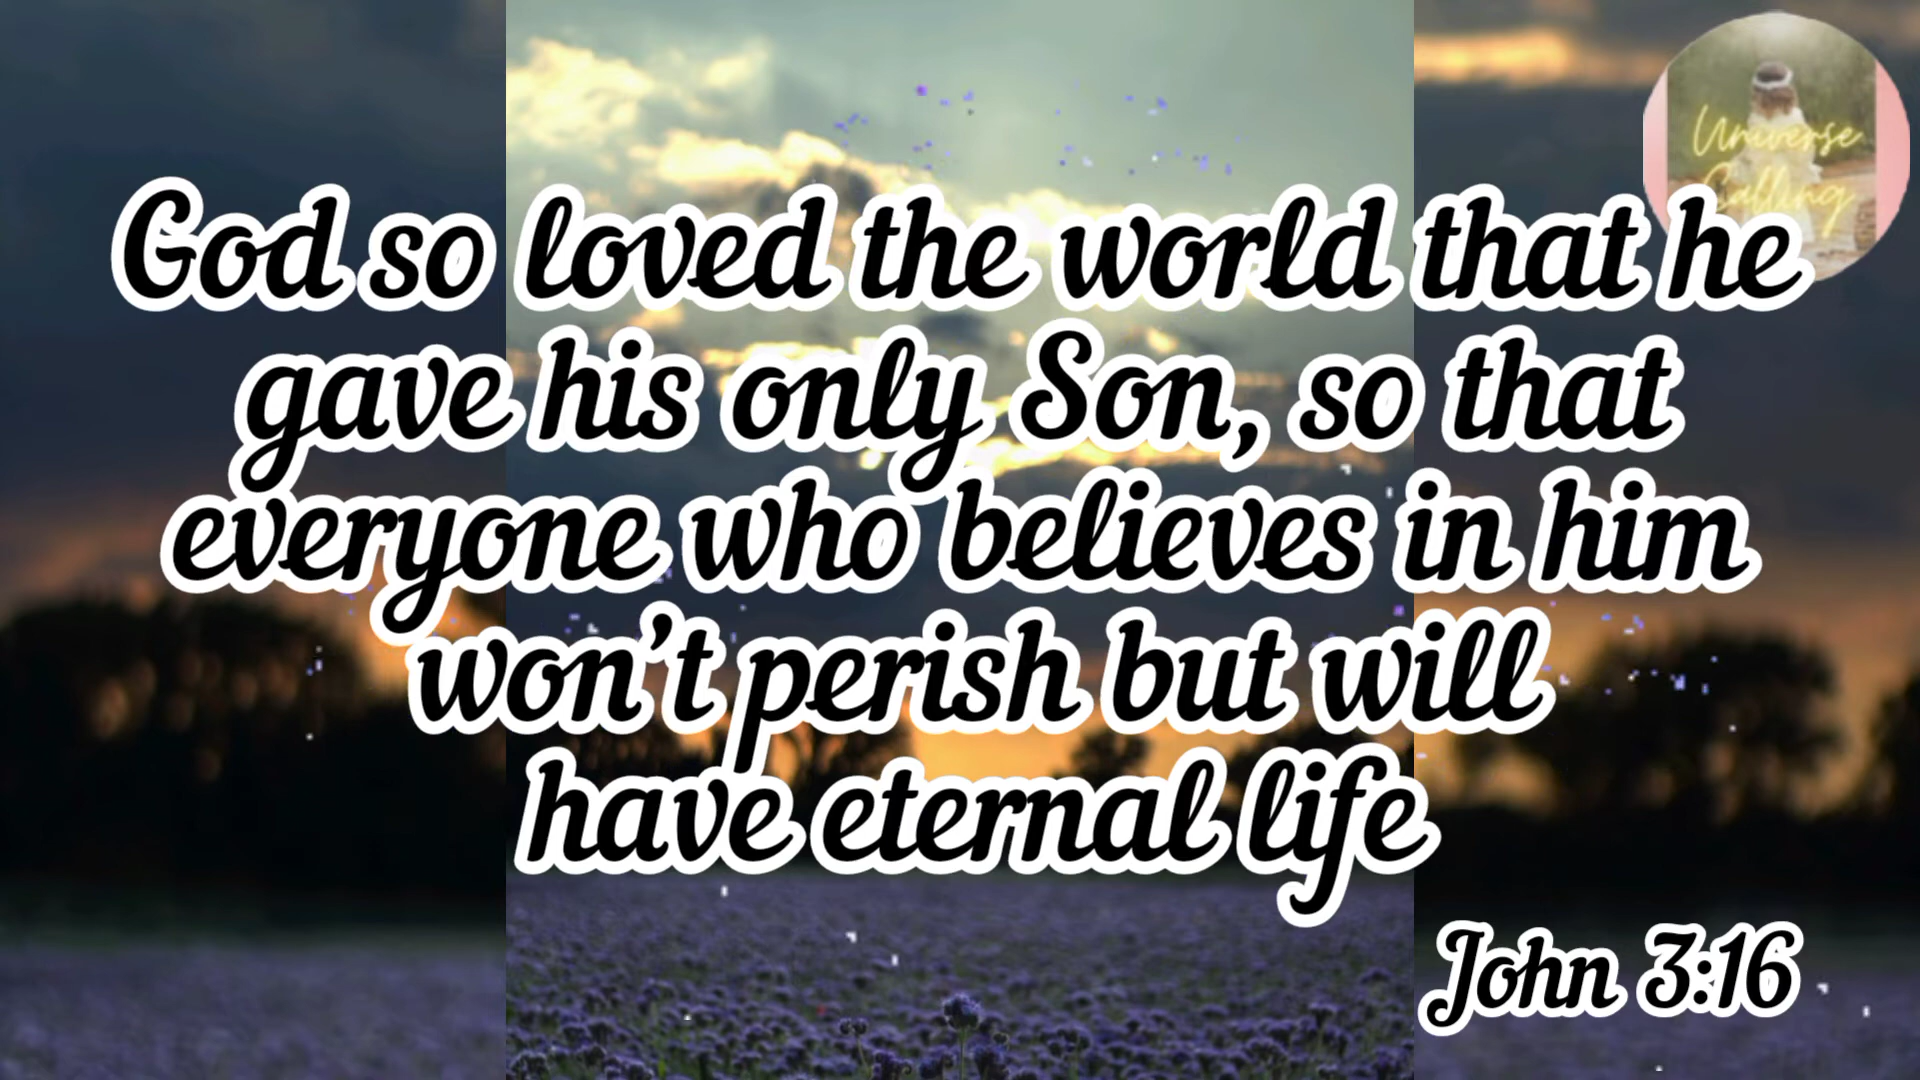 Universe
Calling
God so loved the world that he
gave his only Son, so that
everyone who believes in him
won’t perish but will
have eternal life
John 3:16